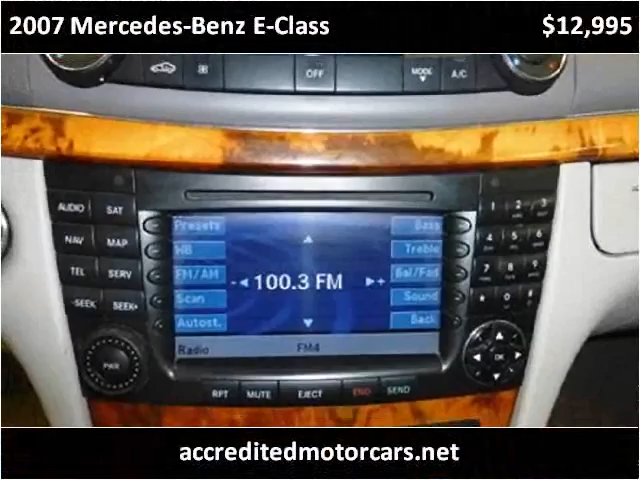 2007 Mercedes-Benz E-Class $12,995
OFF MODE A/C
AUDIO SAT
NAV MAP
TEL SERV
-SEEK SEEK+
PWR
Presets Bass
WB Treble
FM/AM - 100.3 FM + Bal/Fad
Scan Sound
Autost. Back
Radio FM4
1 2 3
4 5 6
7 8 9
* 0 #
OK
RPT MUTE EJECT END SEND
accreditedmotorcars.net